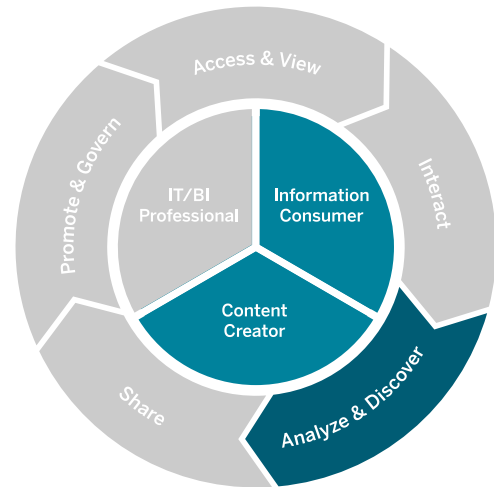 Access & View
Interact
Analyze & Discover
Share
Promote & Govern
IT/BI
Professional
Information
Consumer
Content
Creator